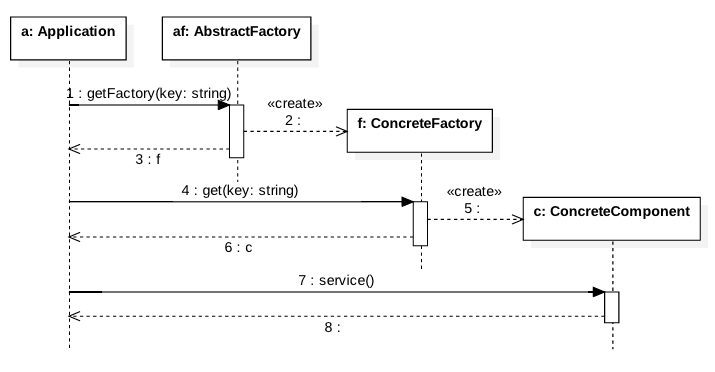 a: Application
af: AbstractFactory
1 : getFactory(key: string)
«create»
2 :
f: ConcreteFactory
3 : f
4 : get(key: string)
«create»
5 :
c: ConcreteComponent
6 : c
7 : service()
8 :